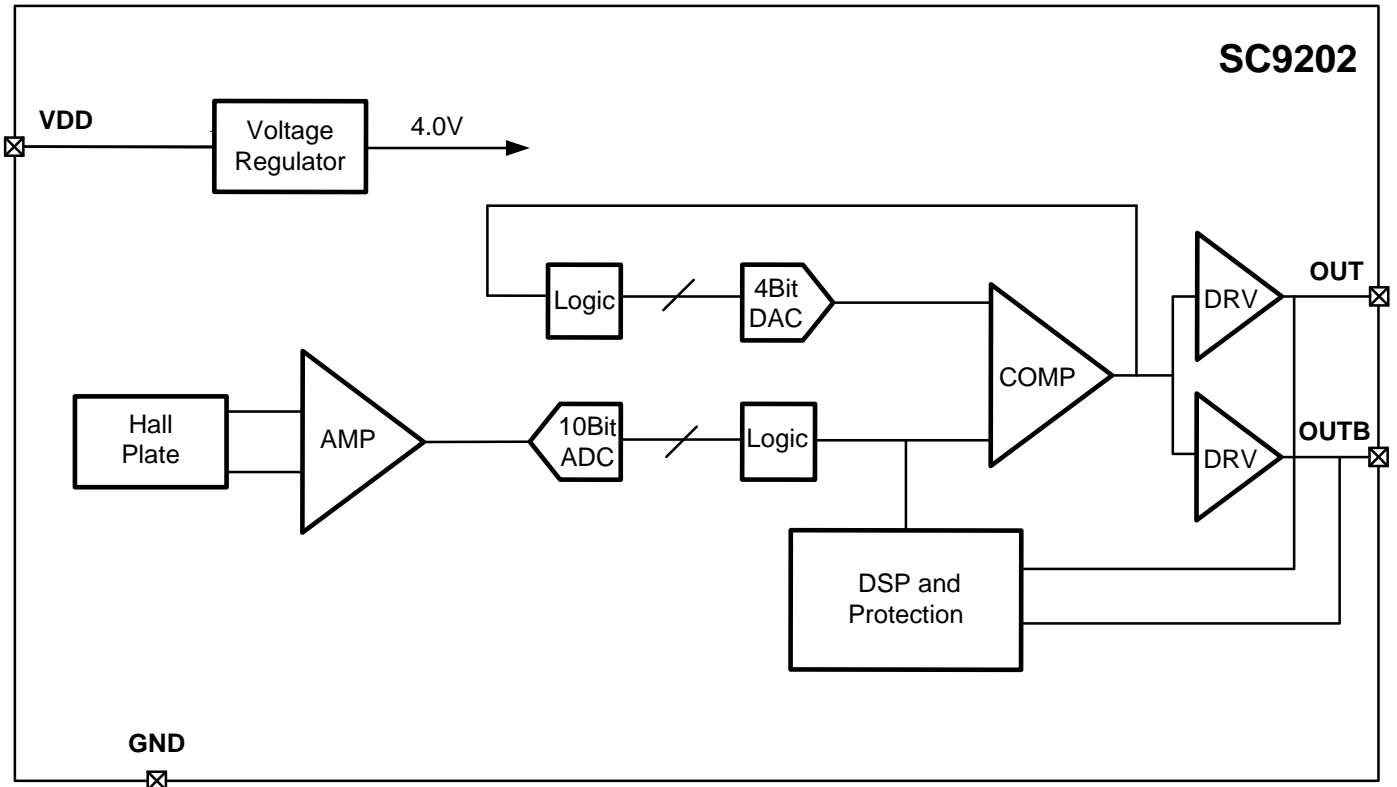 SC9202
VDD
Voltage
Regulator
4.0V
Logic
4Bit
DAC
DRV
OUT
COMP
Hall
Plate
AMP
10Bit
ADC
Logic
DRV
OUTB
DSP and
Protection
GND